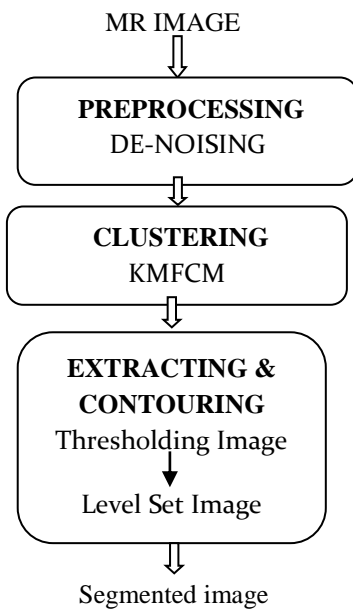 MR IMAGE
PREPROCESSING
DE-NOISING
CLUSTERING
KMFCM
EXTRACTING &
CONTOURING
Thresholding Image
Level Set Image
Segmented image